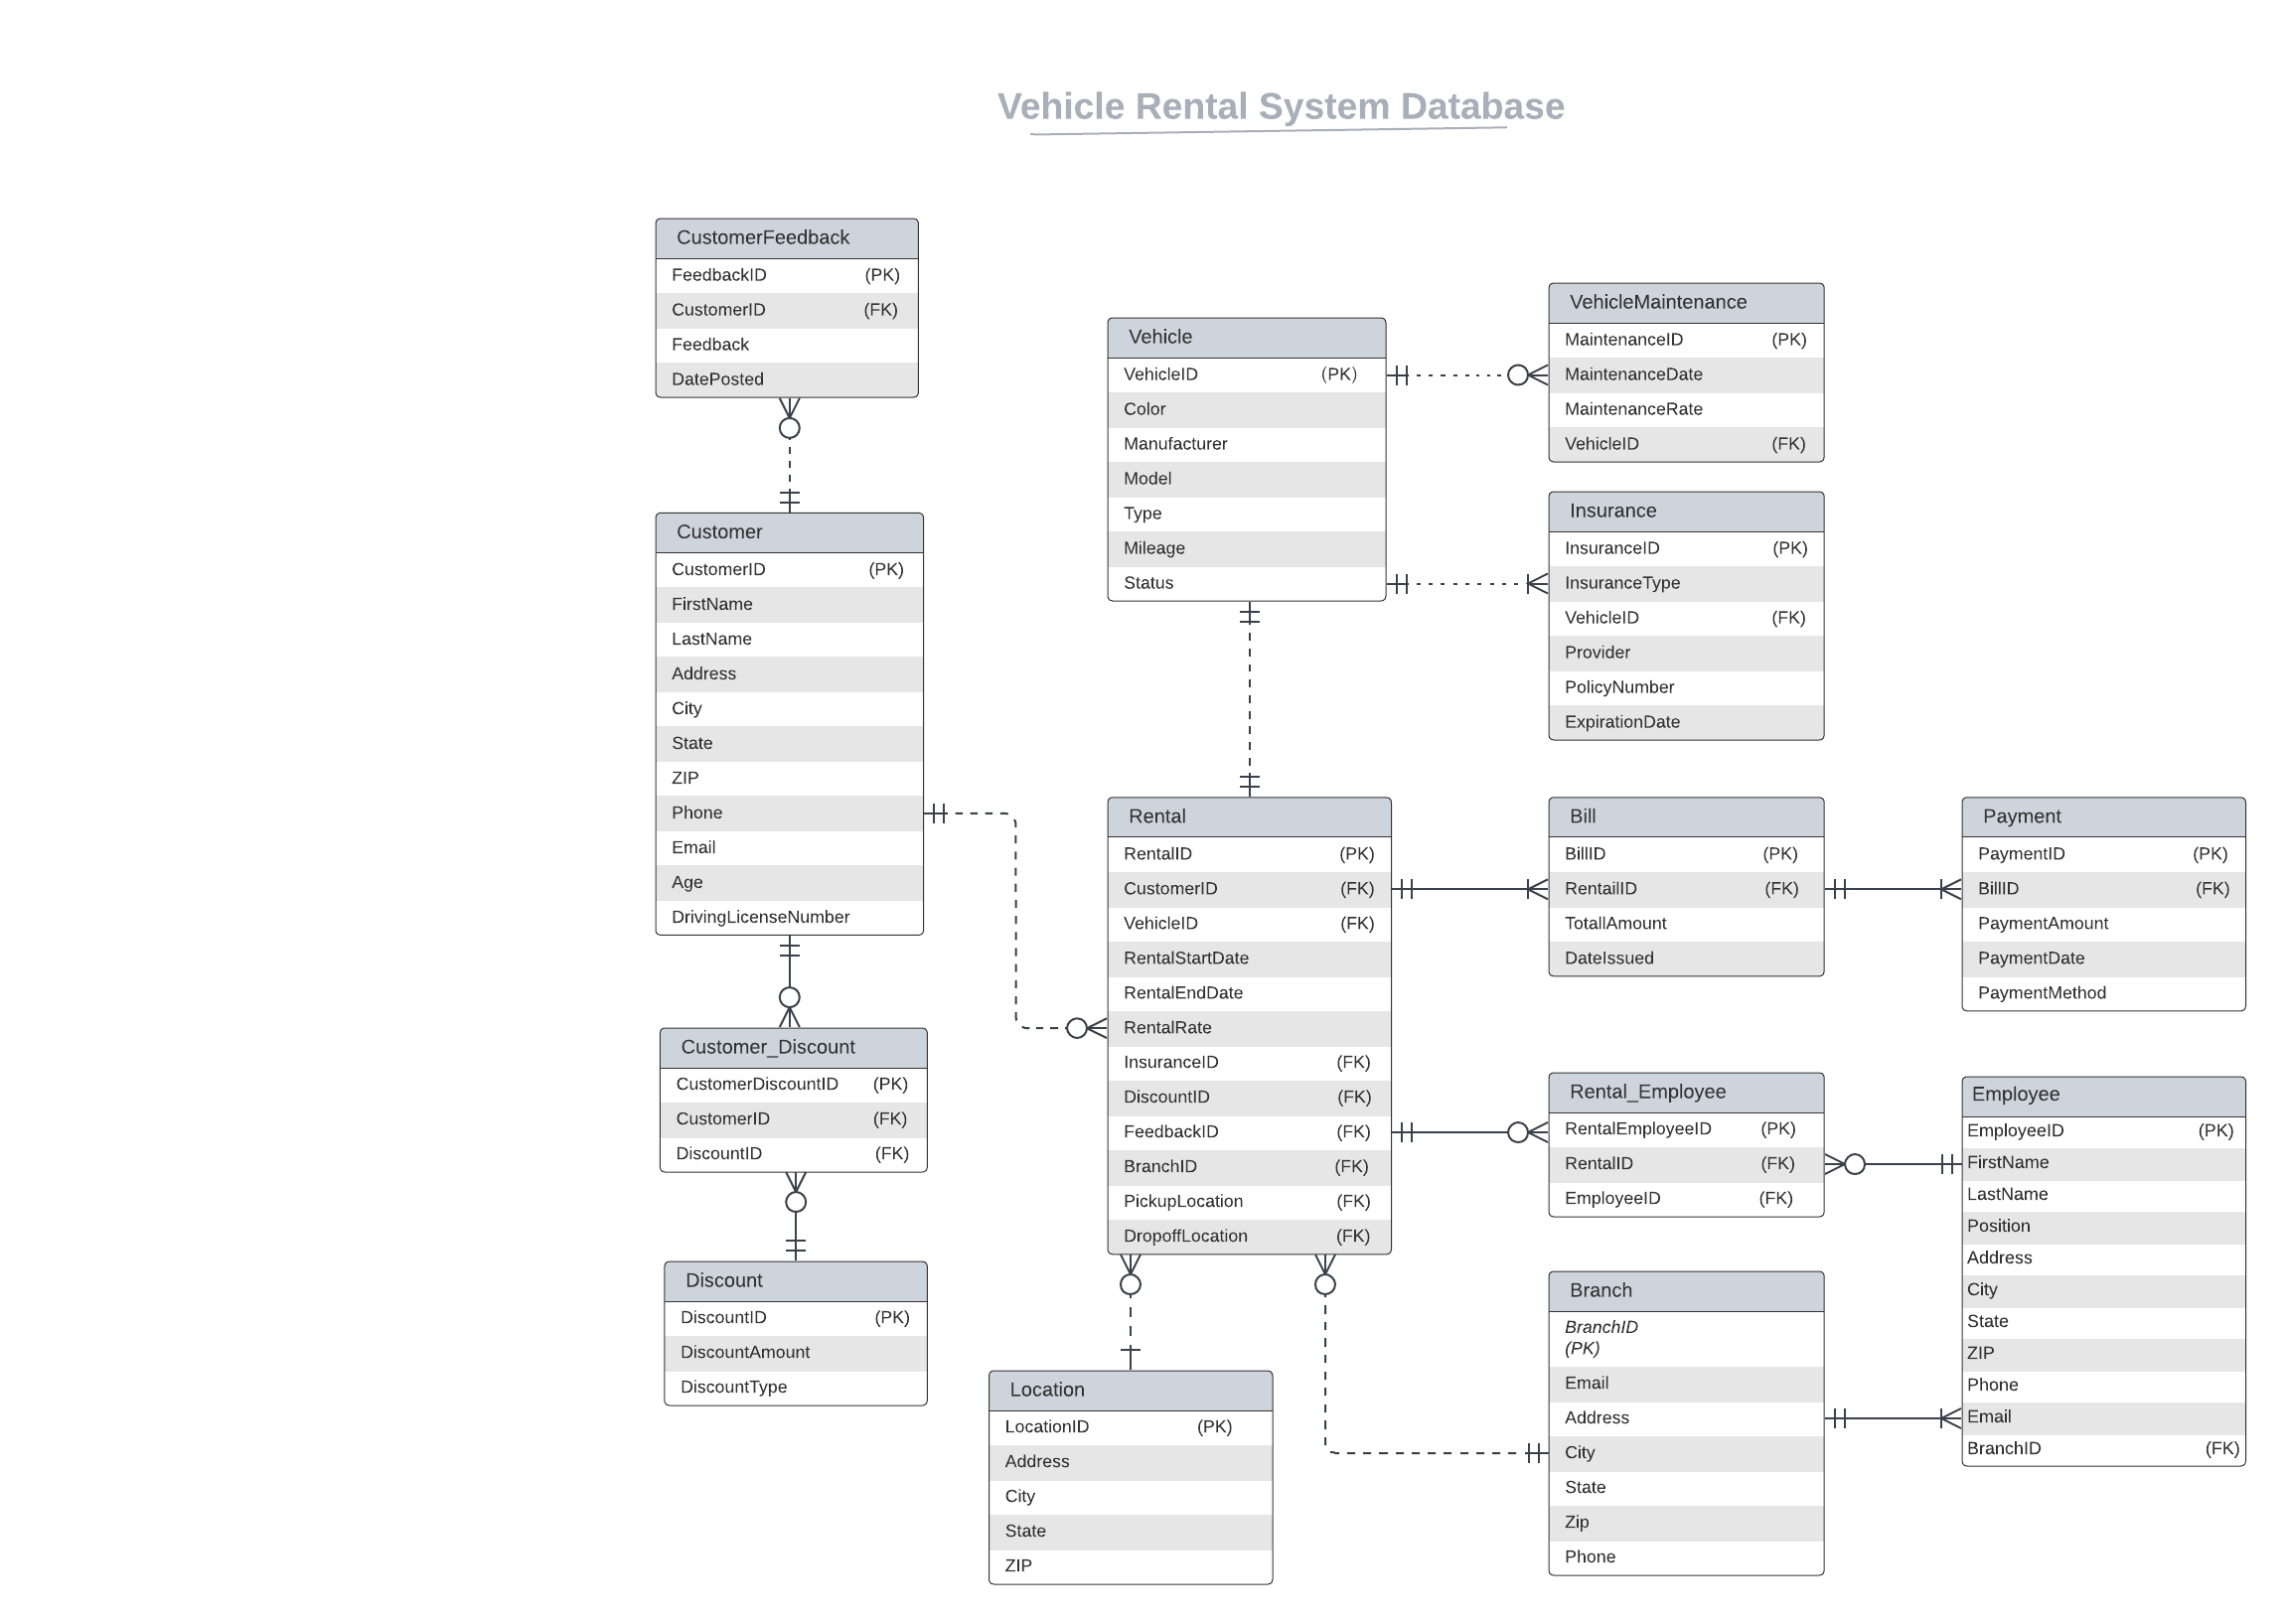 Vehicle Rental System Database
CustomerFeedback
FeedbackID (PK)
CustomerID (FK)
Feedback
DatePosted
Customer
CustomerID (PK)
FirstName
LastName
Address
City
State
ZIP
Phone
Email
Age
DrivingLicenseNumber
Customer_Discount
CustomerDiscountID (PK)
CustomerID (FK)
DiscountID (FK)
Discount
DiscountID (PK)
DiscountAmount
DiscountType
Vehicle
VehicleID (PK)
Color
Manufacturer
Model
Type
Mileage
Status
Rental
RentalID (PK)
CustomerID (FK)
VehicleID (FK)
RentalStartDate
RentalEndDate
RentalRate
InsuranceID (FK)
DiscountID (FK)
FeedbackID (FK)
BranchID (FK)
PickupLocation (FK)
DropoffLocation (FK)
Location
LocationID (PK)
Address
City
State
ZIP
VehicleMaintenance
MaintenanceID (PK)
MaintenanceDate
MaintenanceRate
VehicleID (FK)
Insurance
InsuranceID (PK)
InsuranceType
VehicleID (FK)
Provider
PolicyNumber
ExpirationDate
Bill
BillID (PK)
RentailID (FK)
TotallAmount
DateIssued
Rental_Employee
RentalEmployeeID (PK)
RentalID (FK)
EmployeeID (FK)
Branch
BranchID
(PK)
Email
Address
City
State
Zip
Phone
Payment
PaymentID (PK)
BillID (FK)
PaymentAmount
PaymentDate
PaymentMethod
Employee
EmployeeID (PK)
FirstName
LastName
Position
Address
City
State
ZIP
Phone
Email
BranchID (FK)